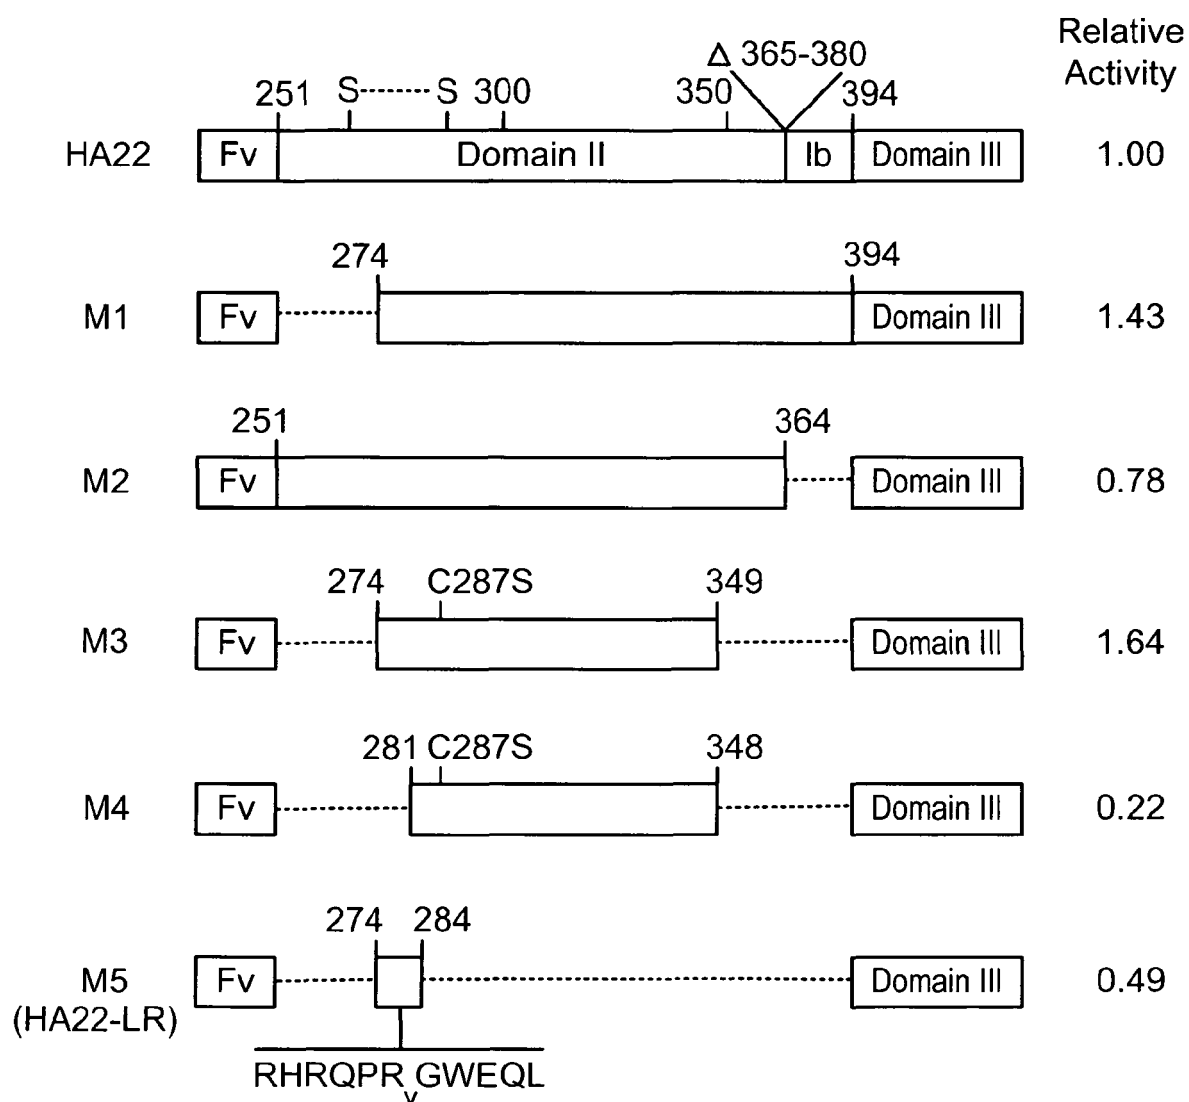 Relative
Activity
Δ 365-380
251 S S 300 350 394
HA22 Fv Domain II Ib Domain III 1.00
274 394
M1 Fv Domain III 1.43
251 364
M2 Fv Domain III 0.78
274 C287S 349
M3 Fv Domain III 1.64
281 C287S 348
M4 Fv Domain III 0.22
274 284
M5 Fv Domain III 0.49
(HA22-LR)
RHRQPRᵥGWEQL